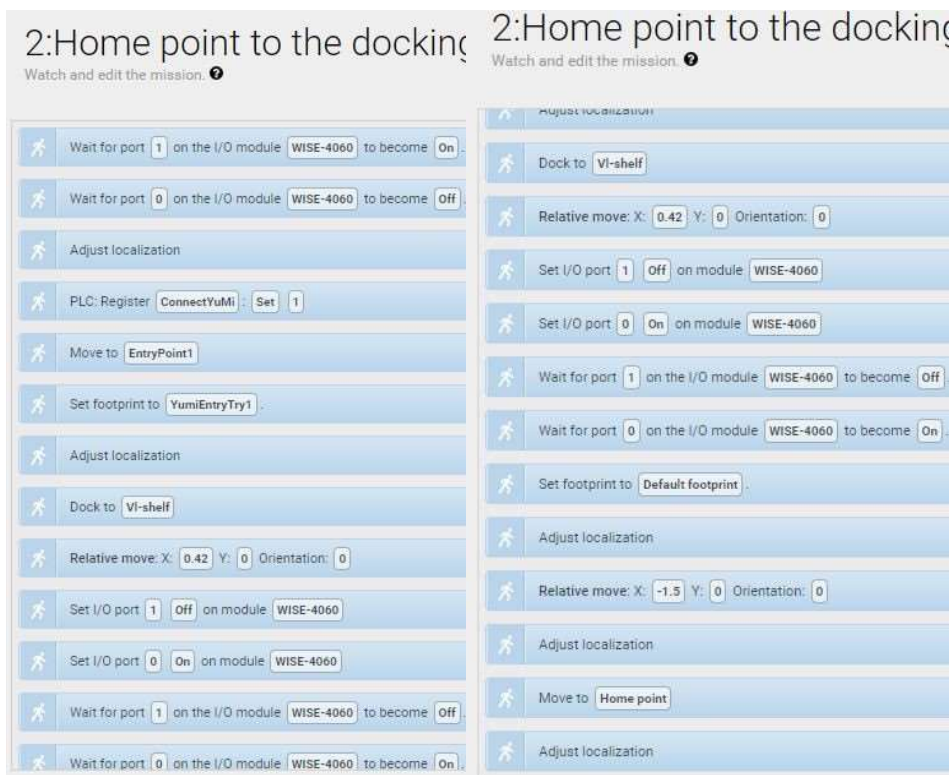 2:Home point to the docking
Watch and edit the mission.
Wait for port 1 on the I/O module WISE-4060 to become On .
Wait for port 0 on the I/O module WISE-4060 to become Off
Adjust localization
PLC: Register ConnectYuMi : Set 1
Move to EntryPoint1
Set footprint to YumiEntryTry1 .
Adjust localization
Dock to Vl-shelf
Relative move: X: 0.42 Y: 0 Orientation: 0
Set I/O port 1 Off on module WISE-4060
Set I/O port 0 On on module WISE-4060
Wait for port 1 on the I/O module WISE-4060 to become Off .
Wait for port 0 on the I/O module WISE-4060 to become On .
2:Home point to the docking
Watch and edit the mission.
Adjust localization
Dock to Vl-shelf
Relative move: X: 0.42 Y: 0 Orientation: 0
Set I/O port 1 Off on module WISE-4060
Set I/O port 0 On on module WISE-4060
Wait for port 1 on the I/O module WISE-4060 to become Off
Wait for port 0 on the I/O module WISE-4060 to become On .
Set footprint to Default footprint .
Adjust localization
Relative move: X: -1.5 Y: 0 Orientation: 0
Adjust localization
Move to Home point
Adjust localization